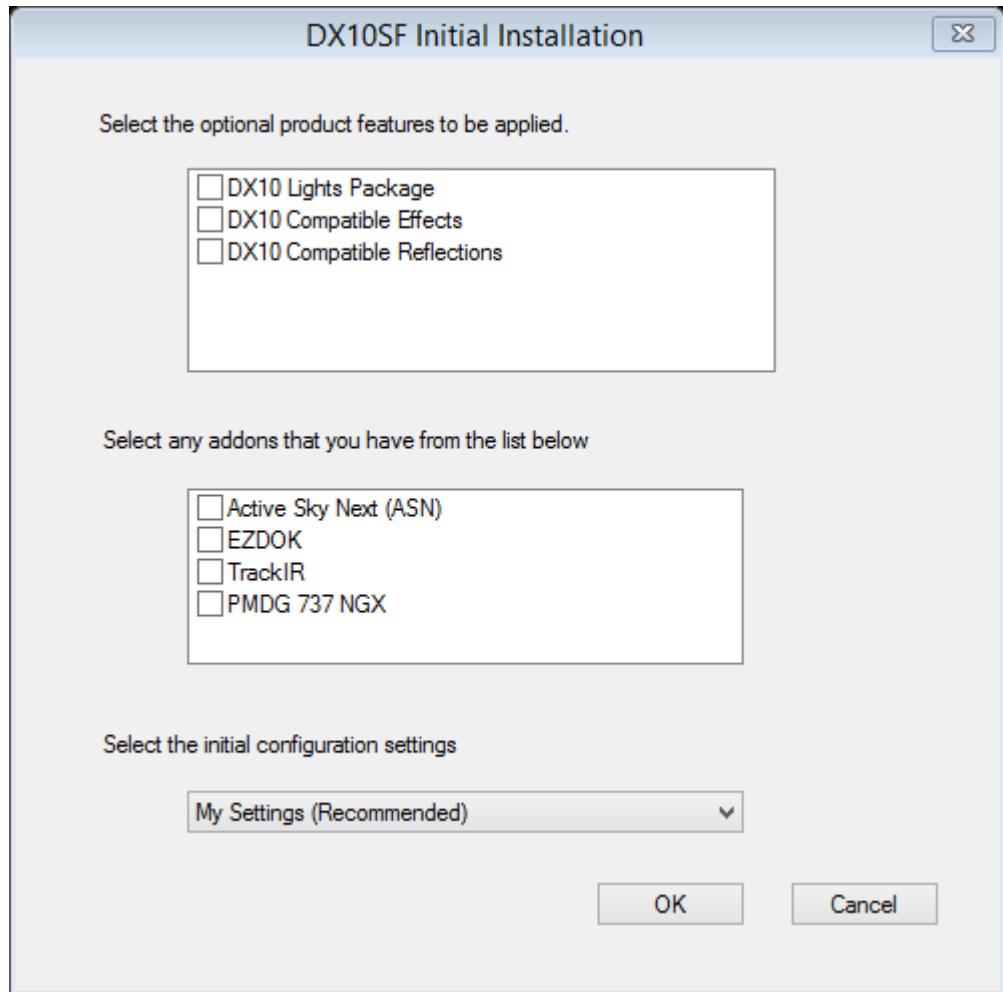 DX10SF Initial Installation
Select the optional product features to be applied.
DX10 Lights Package
DX10 Compatible Effects
DX10 Compatible Reflections
Select any addons that you have from the list below
Active Sky Next (ASN)
EZDOK
TrackIR
PMDG 737 NGX
Select the initial configuration settings
My Settings (Recommended)
OK Cancel